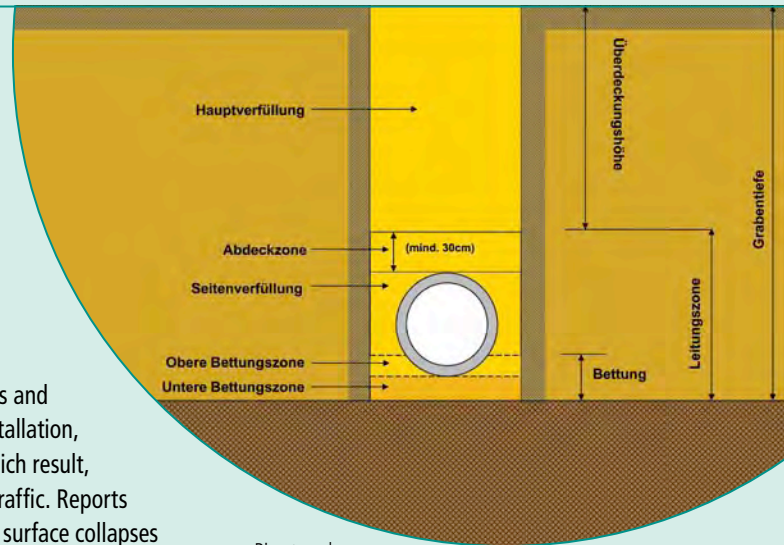 Hauptverfüllung
Überdeckungshöhe
Grabentiefe
Abdeckzone
(mind. 30cm)
Seitenverfüllung
Leitungszone
Obere Bettungszone
Bettung
Untere Bettungszone
s and
tallation,
ich result,
raffic. Reports
surface collapses